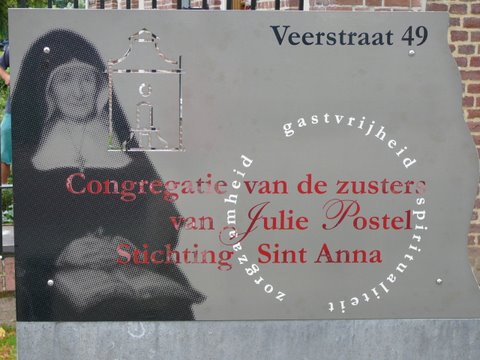 Veerstraat 49
gastvrijheid
spiritualiteit
zorgzaamheid
Congregatie van de zusters
van Julie Postel
Stichting Sint Anna